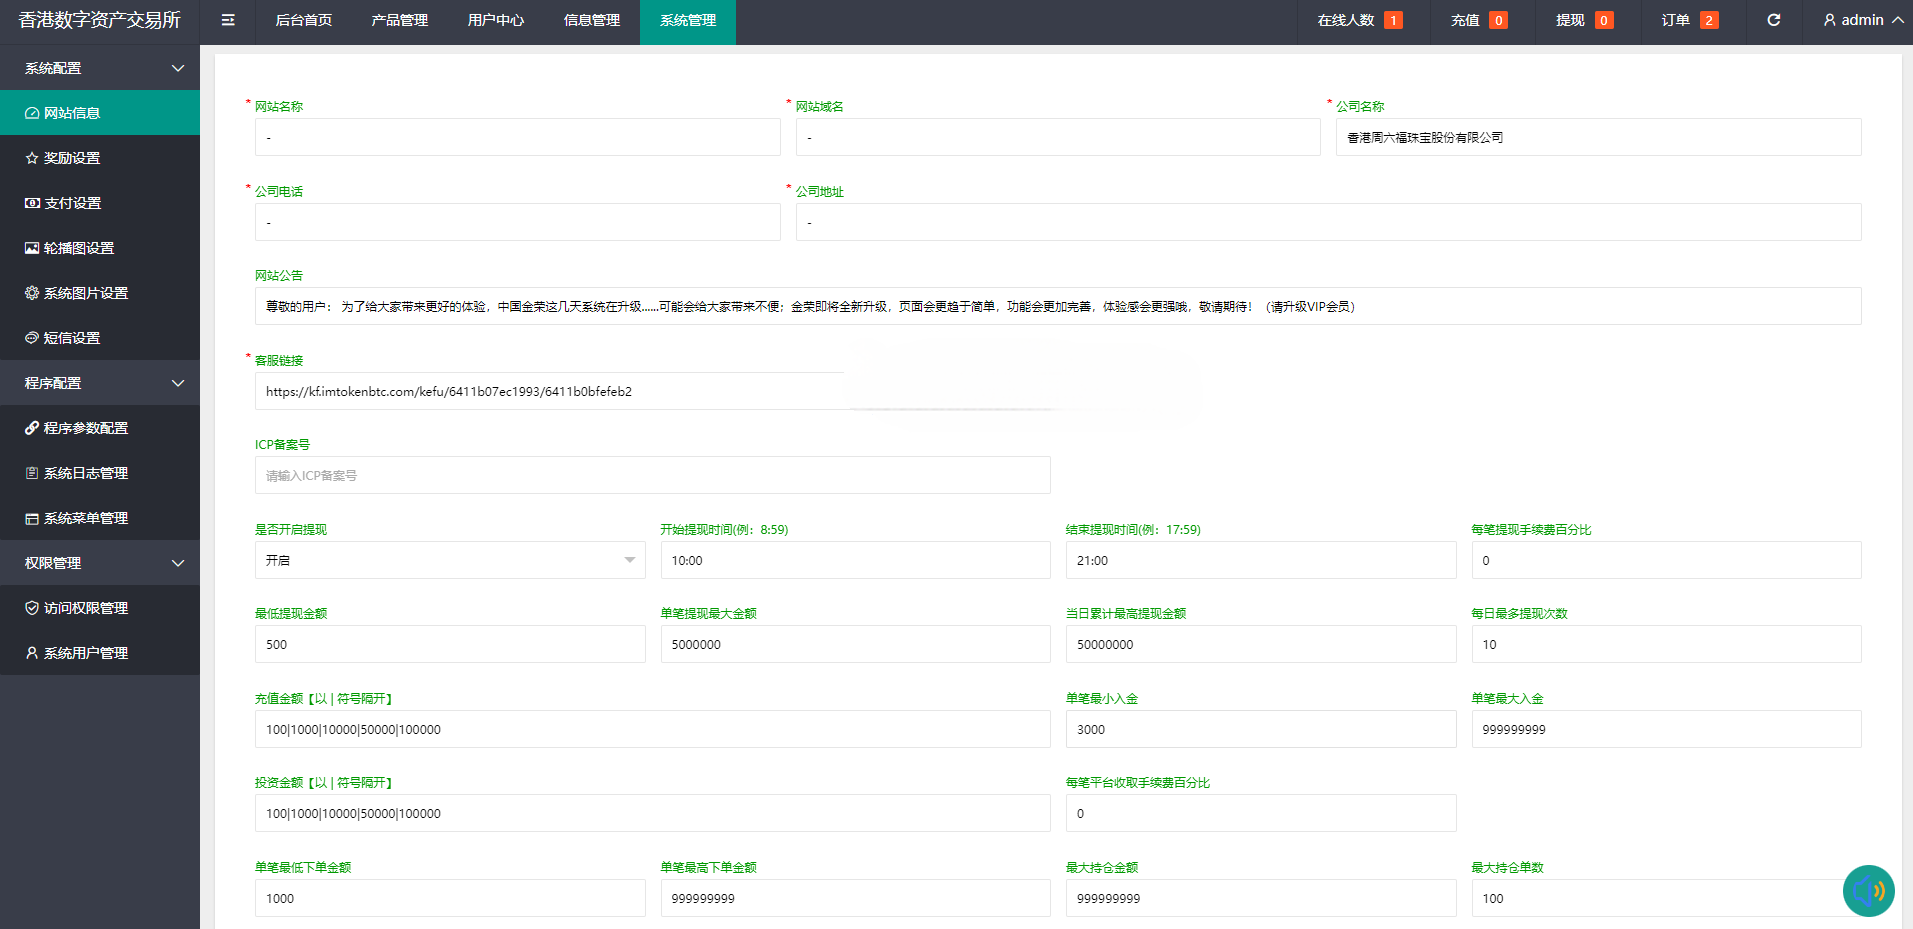 香港数字资产交易所
后台首页
产品管理
用户中心
信息管理
系统管理
在线人数 1
充值 0
提现 0
订单 2
admin
系统配置
网站信息
奖励设置
支付设置
轮播图设置
系统图片设置
短信设置
程序配置
程序参数配置
系统日志管理
系统菜单管理
权限管理
访问权限管理
系统用户管理
* 网站名称
-
* 网站域名
-
* 公司名称
香港周六福珠宝股份有限公司
* 公司电话
-
* 公司地址
-
网站公告
尊敬的用户： 为了给大家带来更好的体验，中国金荣这几天系统在升级......可能会给大家带来不便；金荣即将全新升级，页面会更趋于简单，功能会更加完善，体验感会更强哦，敬请期待！（请升级VIP会员）
* 客服链接
https://kf.imtokenbtc.com/kefu/6411b07ec1993/6411b0bfefeb2
ICP备案号
请输入ICP备案号
是否开启提现
开启
开始提现时间(例：8:59)
10:00
结束提现时间(例：17:59)
21:00
每笔提现手续费百分比
0
最低提现金额
500
单笔提现最大金额
5000000
当日累计最高提现金额
50000000
每日最多提现次数
10
充值金额【以 | 符号隔开】
100|1000|10000|50000|100000
单笔最小入金
3000
单笔最大入金
999999999
投资金额【以 | 符号隔开】
100|1000|10000|50000|100000
每笔平台收取手续费百分比
0
单笔最低下单金额
1000
单笔最高下单金额
999999999
最大持仓金额
999999999
最大持仓单数
100